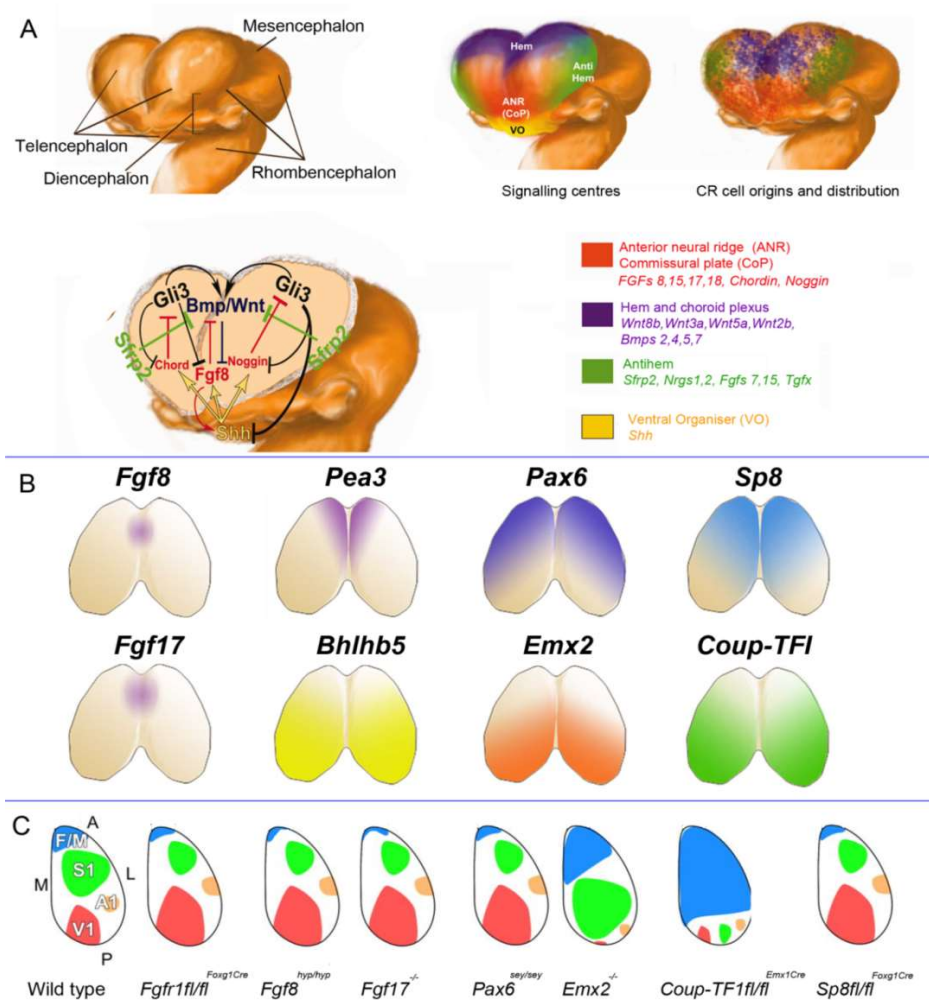 A
Mesencephalon
Telencephalon
Diencephalon
Rhombencephalon
Hem
Anti
Hem
ANR
(CoP)
VO
Signalling centres
CR cell origins and distribution
Gli3
Gli3
Bmp/Wnt
Sfrp2
Sfrp2
Chord
Noggin
Fgf8
Shh
Anterior neural ridge (ANR)
Commissural plate (CoP)
FGFs 8,15,17,18, Chordin, Noggin
Hem and choroid plexus
Wnt8b,Wnt3a,Wnt5a,Wnt2b,
Bmps 2,4,5,7
Antihem
Sfrp2, Nrgs1,2, Fgfs 7,15, Tgfx
Ventral Organiser (VO)
Shh
B
Fgf8 Pea3 Pax6 Sp8
Fgf17 Bhlhb5 Emx2 Coup-TFI
C
A
F/M
S1
M
L
A1
V1
P
Wild type Fgfr1fl/fl Foxg1Cre Fgf8 hyp/hyp Fgf17 -/- Pax6 sey/sey Emx2 -/- Coup-TF1fl/fl Emx1Cre Sp8fl/fl Foxg1Cre